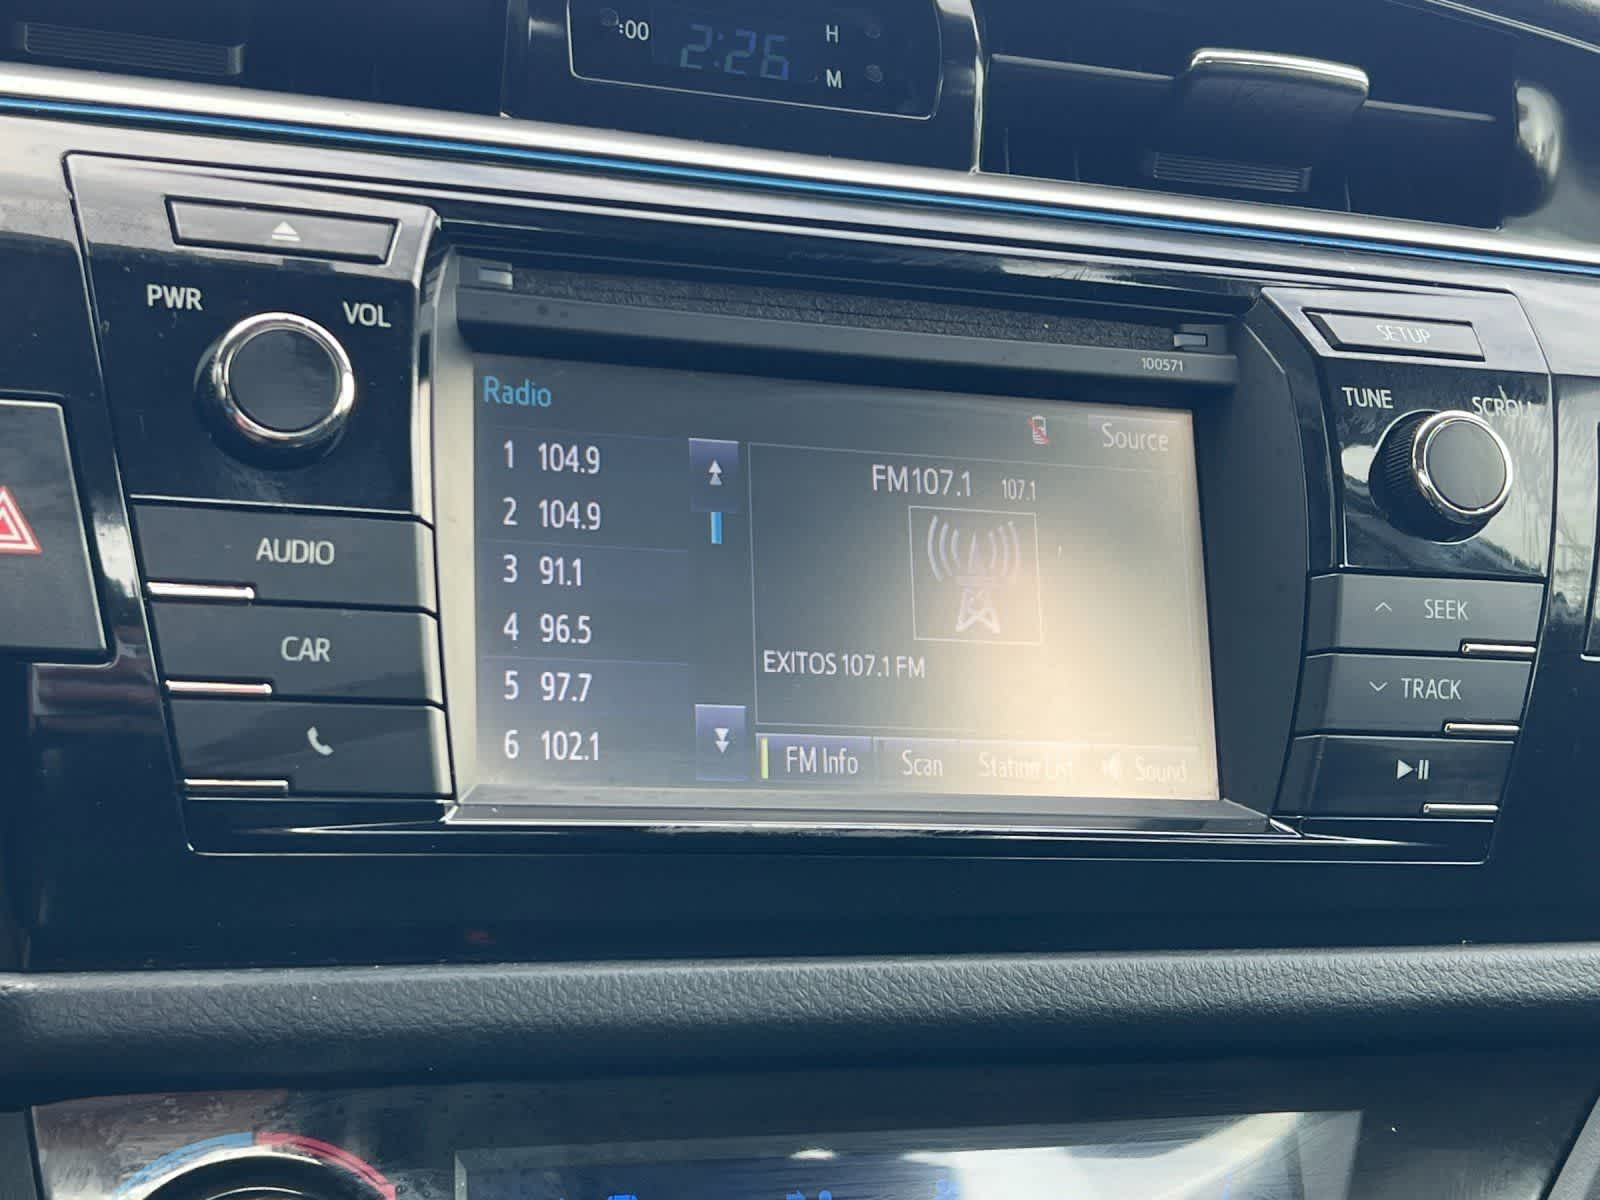 :00
2:26
H
M
PWR
VOL
SETUP
100571
TUNE
SCROLL
Radio
Source
1 104.9
2 104.9
3 91.1
4 96.5
5 97.7
6 102.1
FM107.1 107.1
EXITOS 107.1 FM
FM Info
Scan
Station List
Sound
AUDIO
CAR
SEEK
TRACK